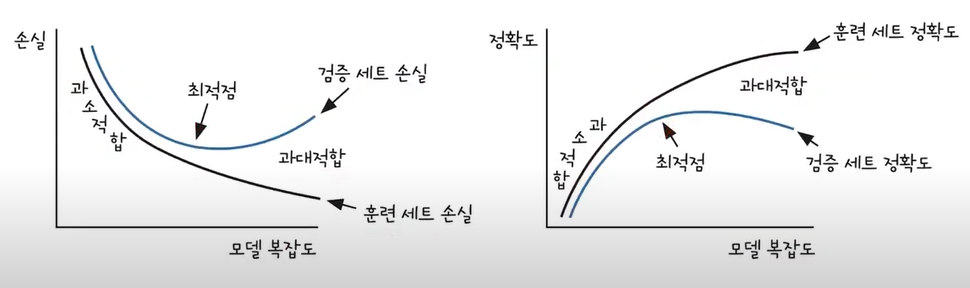 손실
과소적합
최적점
검증 세트 손실
과대적합
훈련 세트 손실
모델 복잡도
정확도
훈련 세트 정확도
과대적합
과소적합
최적점
검증 세트 정확도
모델 복잡도